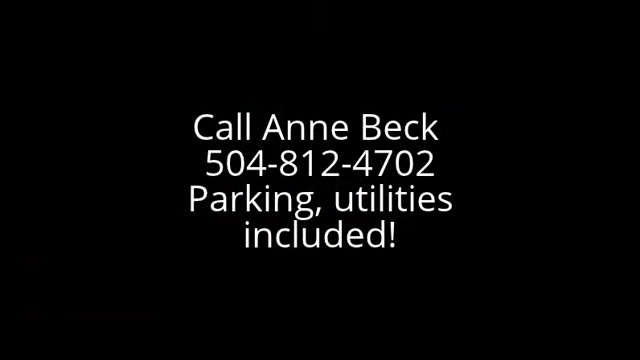 Call Anne Beck
504-812-4702
Parking, utilities
included!